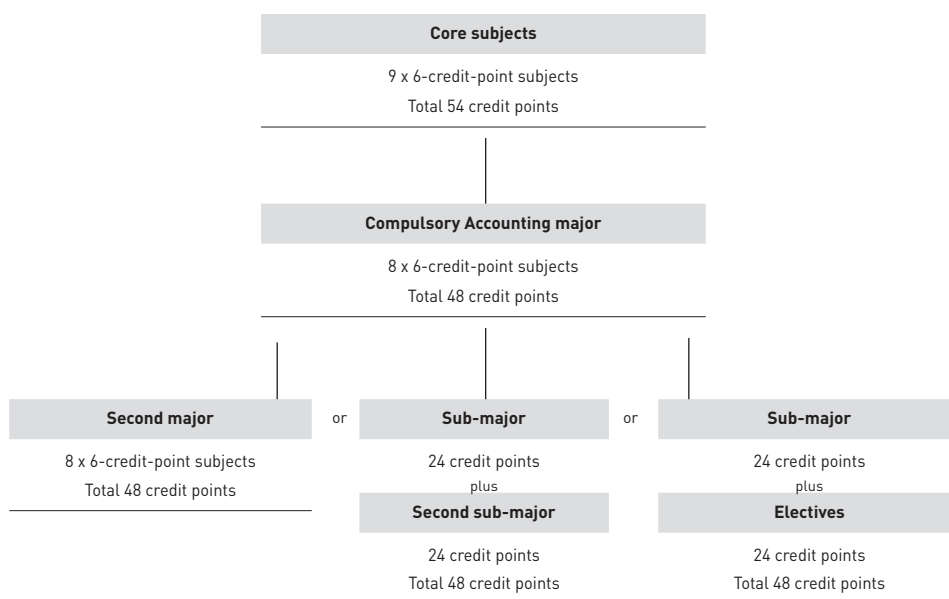 Core subjects
9 x 6-credit-point subjects
Total 54 credit points
Compulsory Accounting major
8 x 6-credit-point subjects
Total 48 credit points
Second major
8 x 6-credit-point subjects
Total 48 credit points
or
Sub-major
24 credit points
plus
Second sub-major
24 credit points
Total 48 credit points
or
Sub-major
24 credit points
plus
Electives
24 credit points
Total 48 credit points